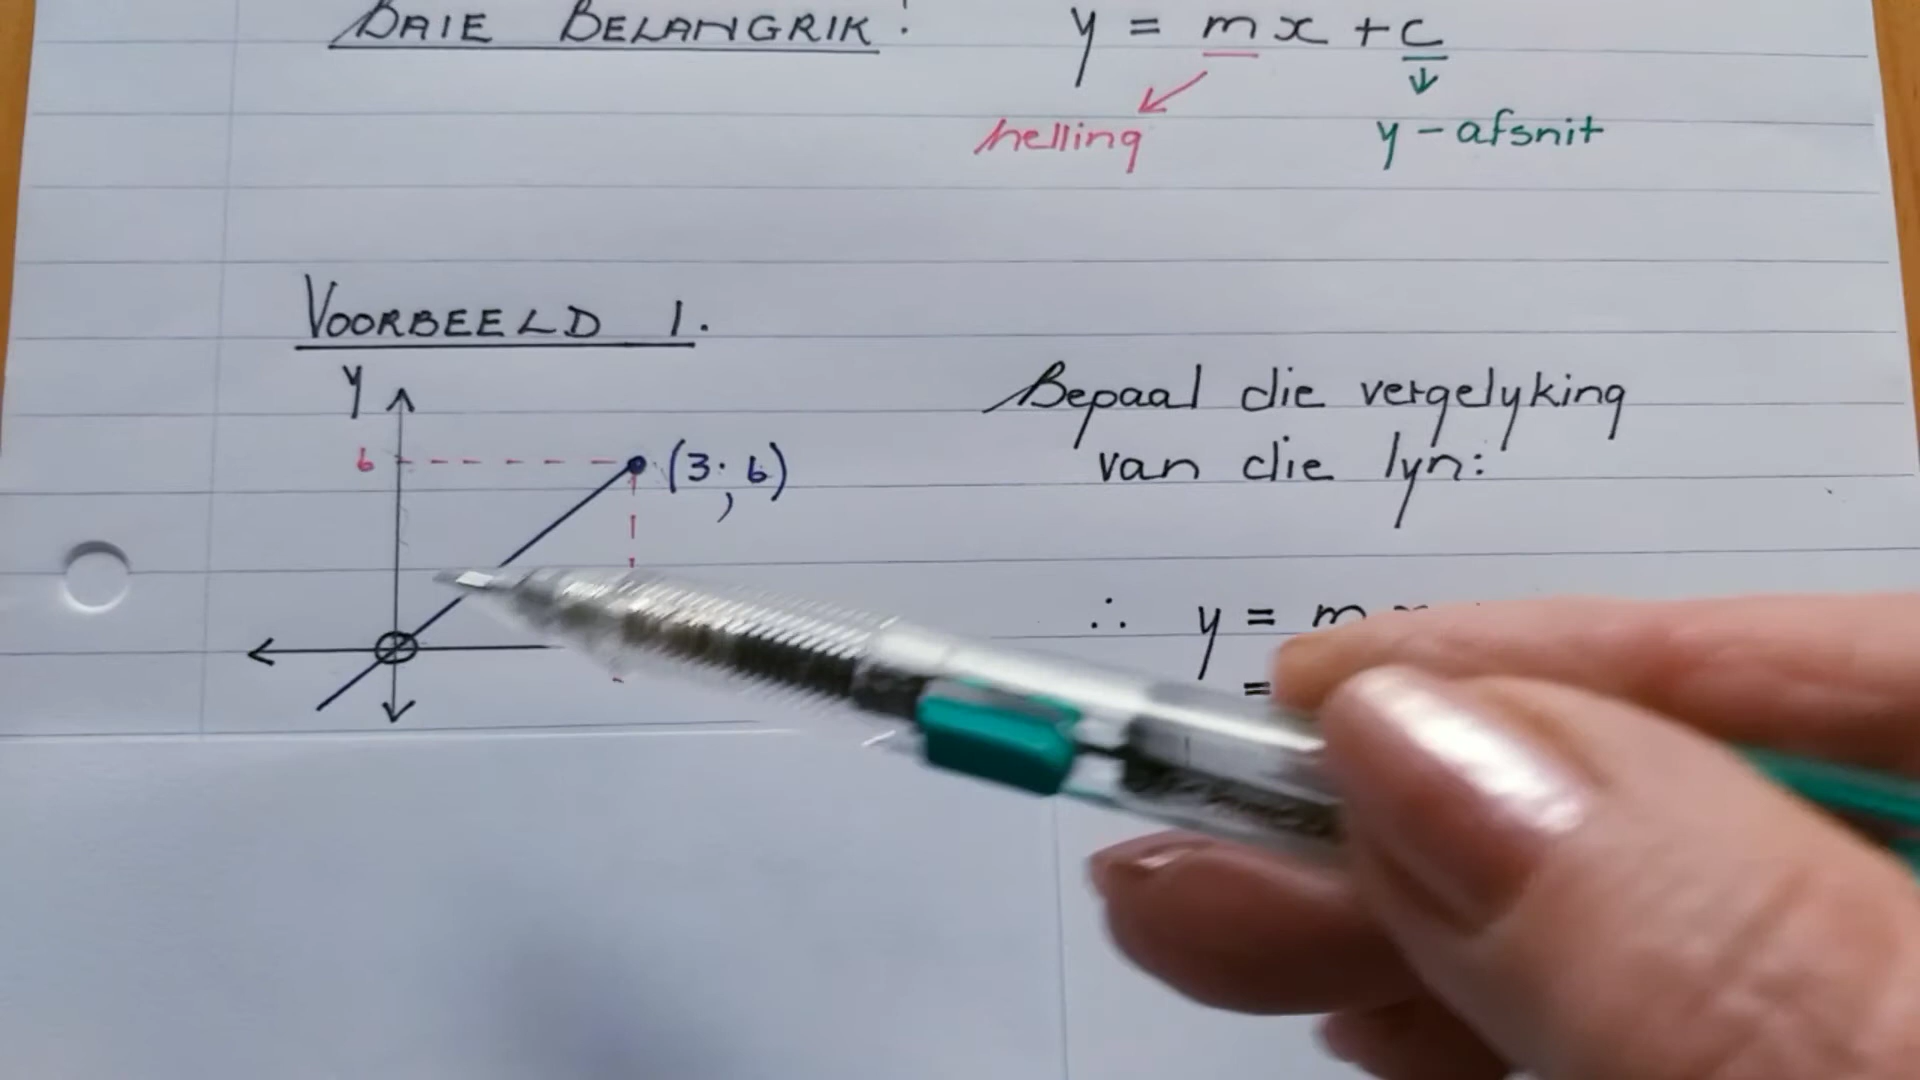 BAIE BELANGRIK!
y = mx + c
helling
y - afsnit
VOORBEELD 1.
y
6
(3; 6)
Bepaal die vergelyking
van die lyn:
∴ y = m
=